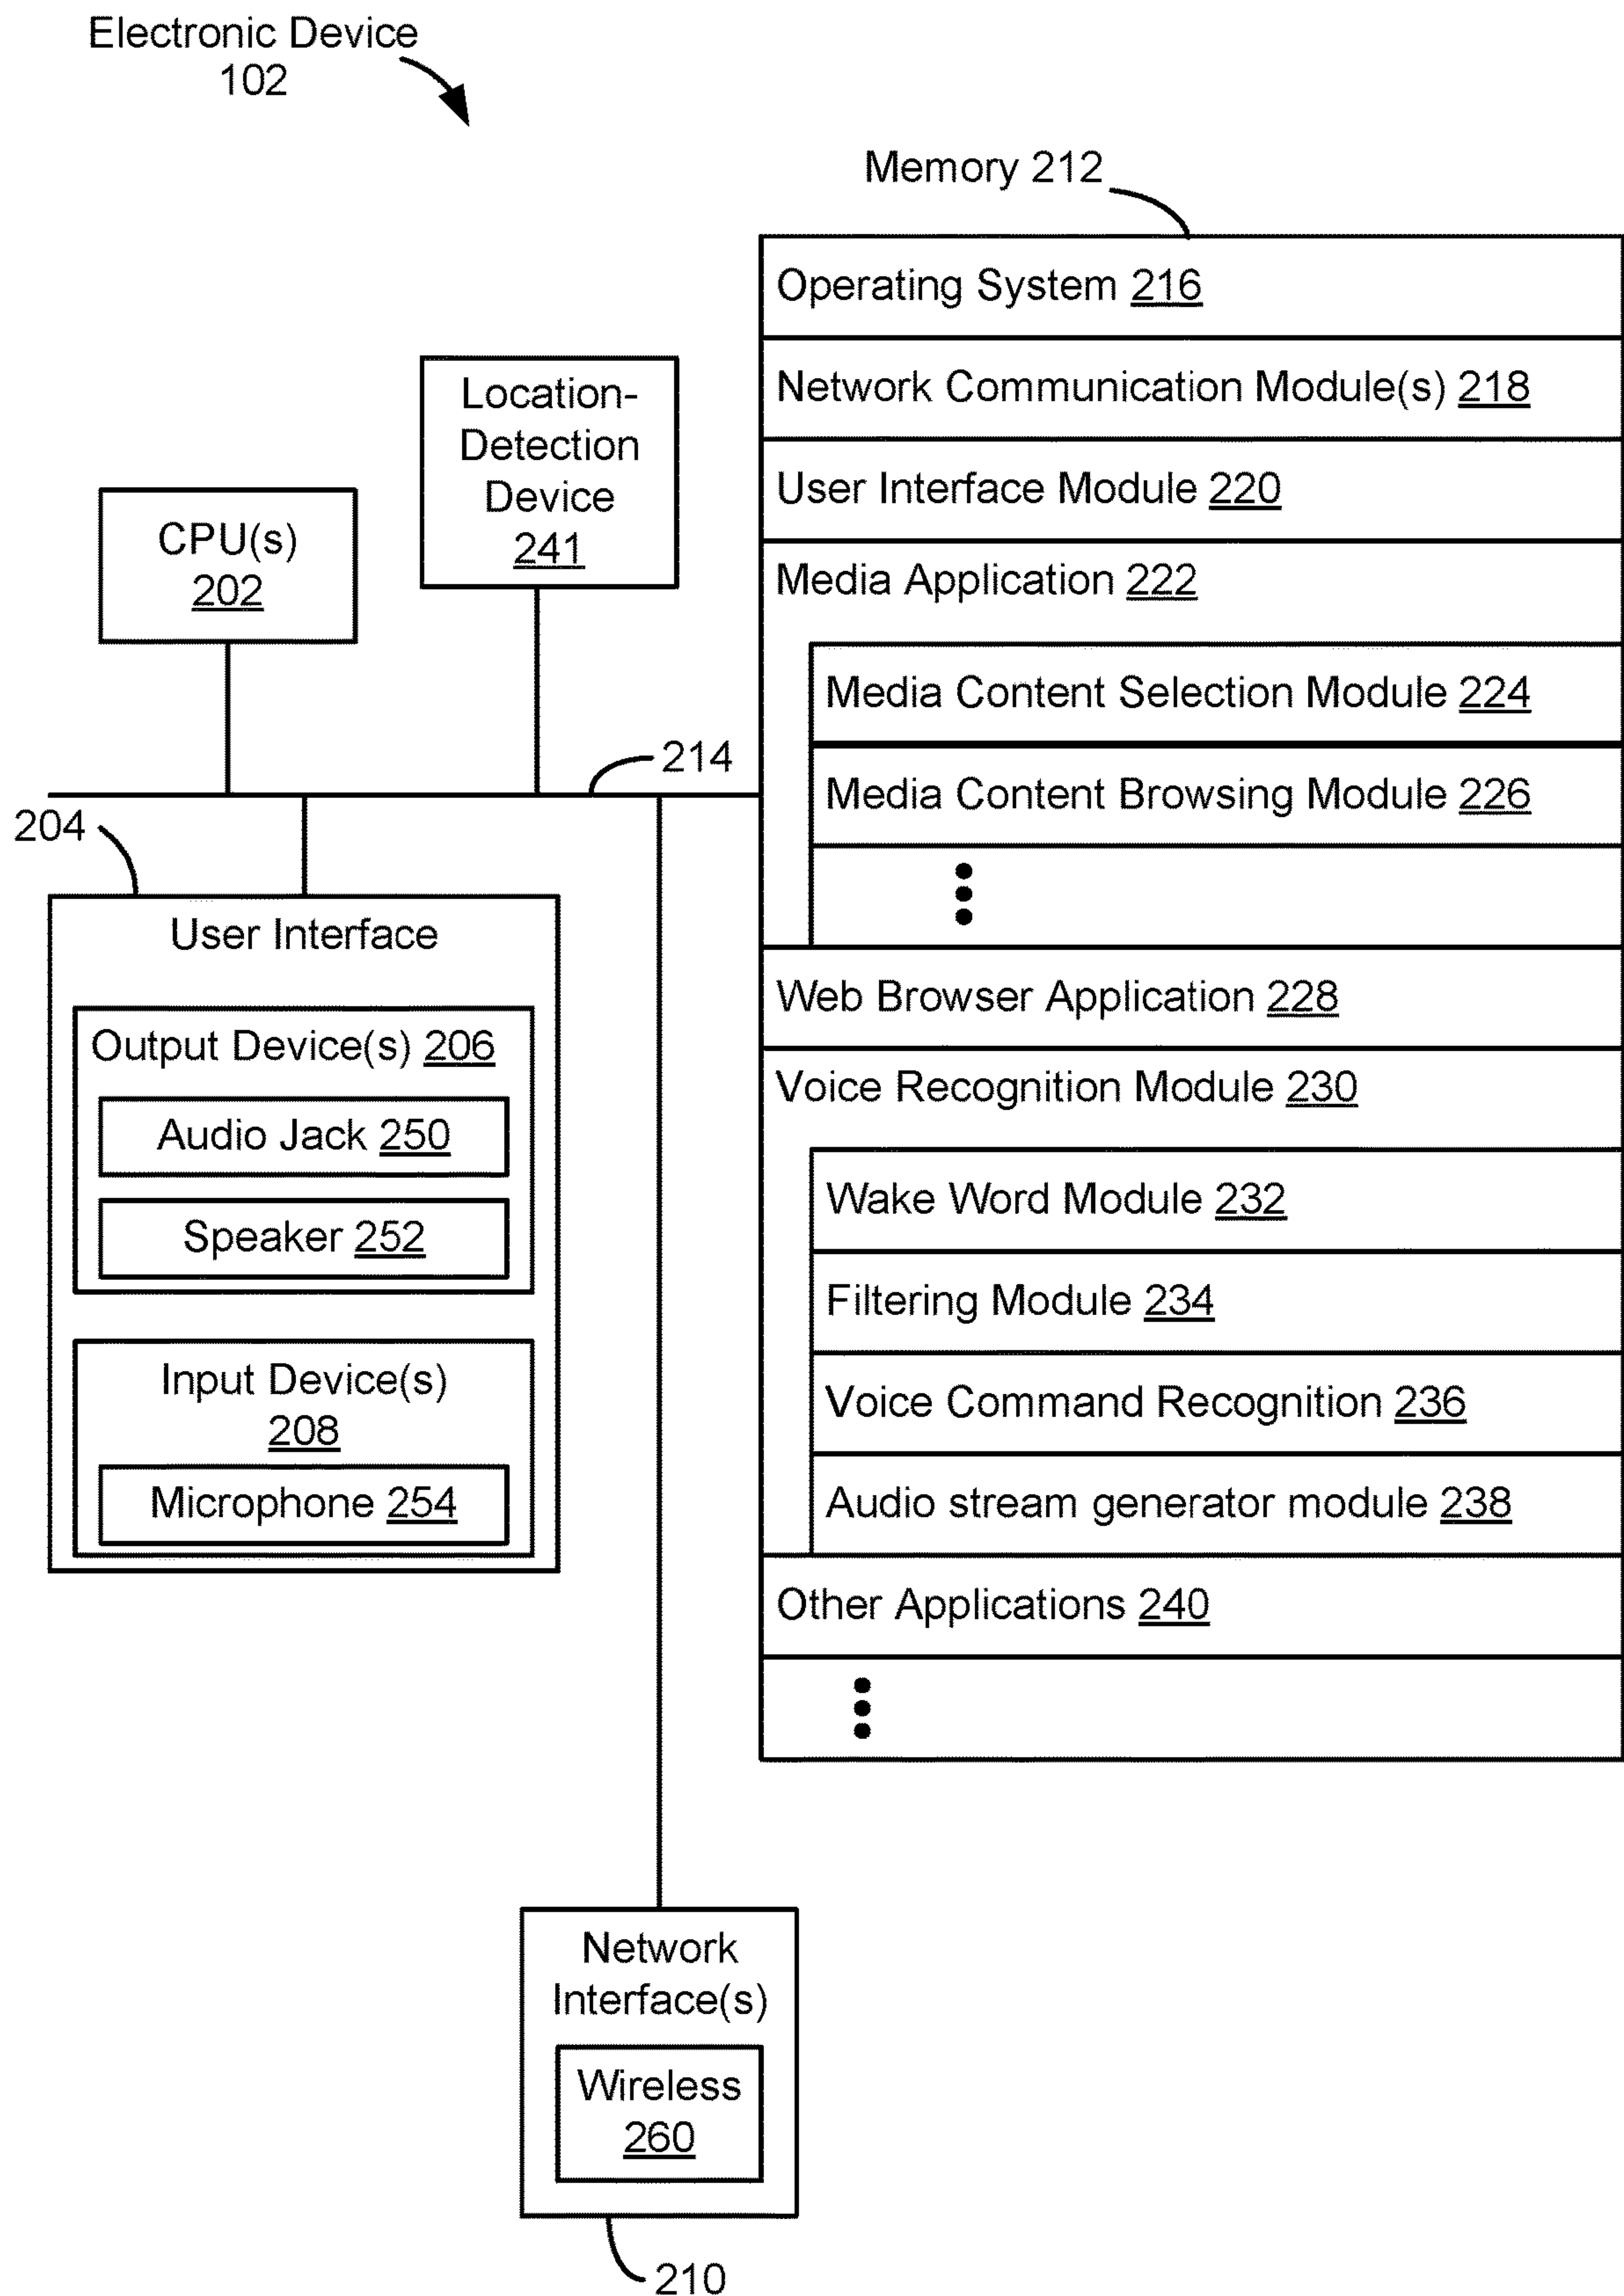 Electronic Device
102
Memory 212
Operating System 216
Network Communication Module(s) 218
User Interface Module 220
Media Application 222
Media Content Selection Module 224
Media Content Browsing Module 226
Web Browser Application 228
Voice Recognition Module 230
Wake Word Module 232
Filtering Module 234
Voice Command Recognition 236
Audio stream generator module 238
Other Applications 240
Location-
Detection
Device
241
CPU(s)
202
214
204
User Interface
Output Device(s) 206
Audio Jack 250
Speaker 252
Input Device(s)
208
Microphone 254
Network
Interface(s)
Wireless
260
210